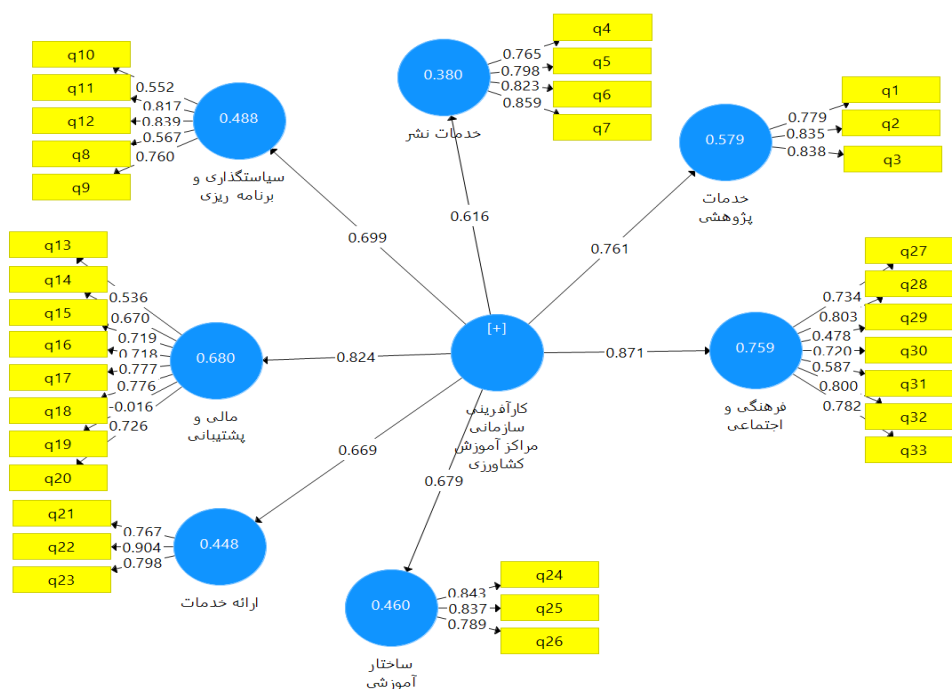 q4
q5
q6
q7
0.765
0.798
0.823
0.859
0.380
خدمات نشر
q10
q11
q12
q8
q9
0.552
0.817
0.839
0.567
0.760
0.488
سیاستگذاری و
برنامه ریزی
q1
q2
q3
0.779
0.835
0.838
0.579
خدمات
پژوهشی
0.699
0.616
0.761
q13
q14
q15
q16
q17
q18
q19
q20
0.536
0.670
0.719
0.718
0.777
0.776
-0.016
0.726
0.680
مالی و
پشتیبانی
0.824
[+]
کارآفرینی
سازمانی
مراکز آموزش
کشاورزی
0.871
q27
q28
q29
q30
q31
q32
q33
0.734
0.803
0.478
0.720
0.587
0.800
0.782
0.759
فرهنگی و
اجتماعی
0.669
0.679
q21
q22
q23
0.767
0.904
0.798
0.448
ارائه خدمات
q24
q25
q26
0.843
0.837
0.789
0.460
ساختار
آموزشی